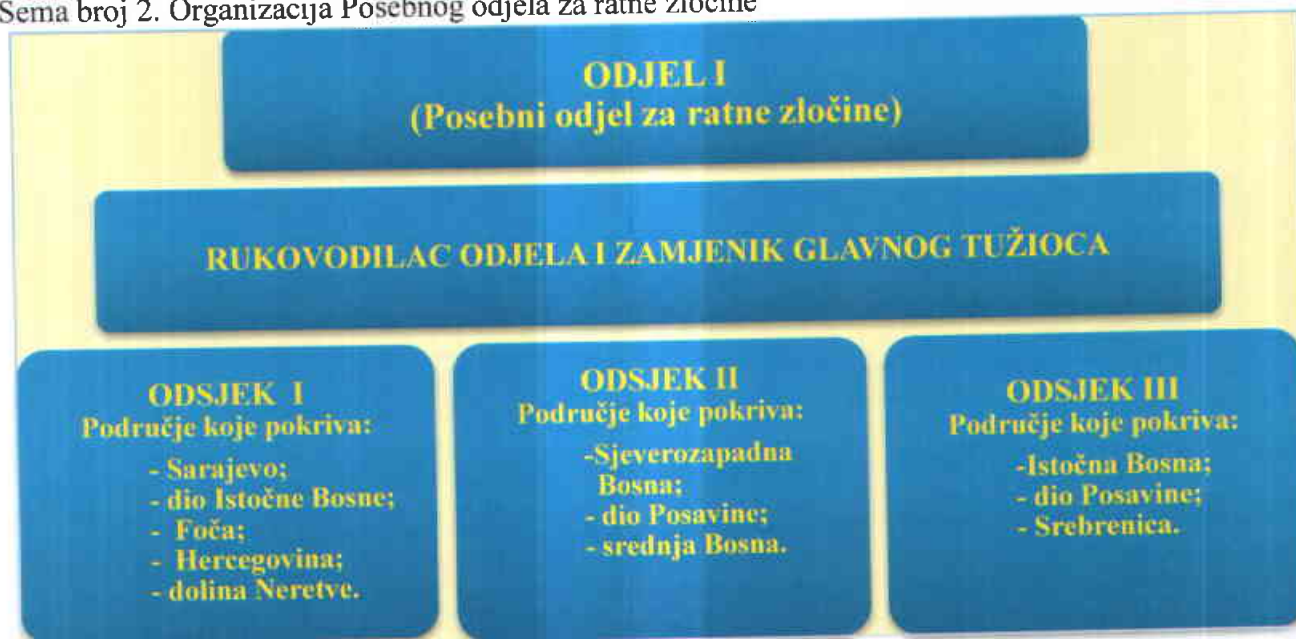 Sema broj 2. Organizacija Posebnog odjela za ratne zločine
ODJEL I
(Posebni odjel za ratne zločine)
RUKOVODILAC ODJELA I ZAMJENIK GLAVNOG TUŽIOCA
ODSJEK I
Područje koje pokriva:
- Sarajevo;
- dio Istočne Bosne;
- Foča;
- Hercegovina;
- dolina Neretve.
ODSJEK II
Područje koje pokriva:
-Sjeverozapadna
Bosna;
- dio Posavine;
- srednja Bosna.
ODSJEK III
Područje koje pokriva:
-Istočna Bosna;
- dio Posavine;
- Srebrenica.